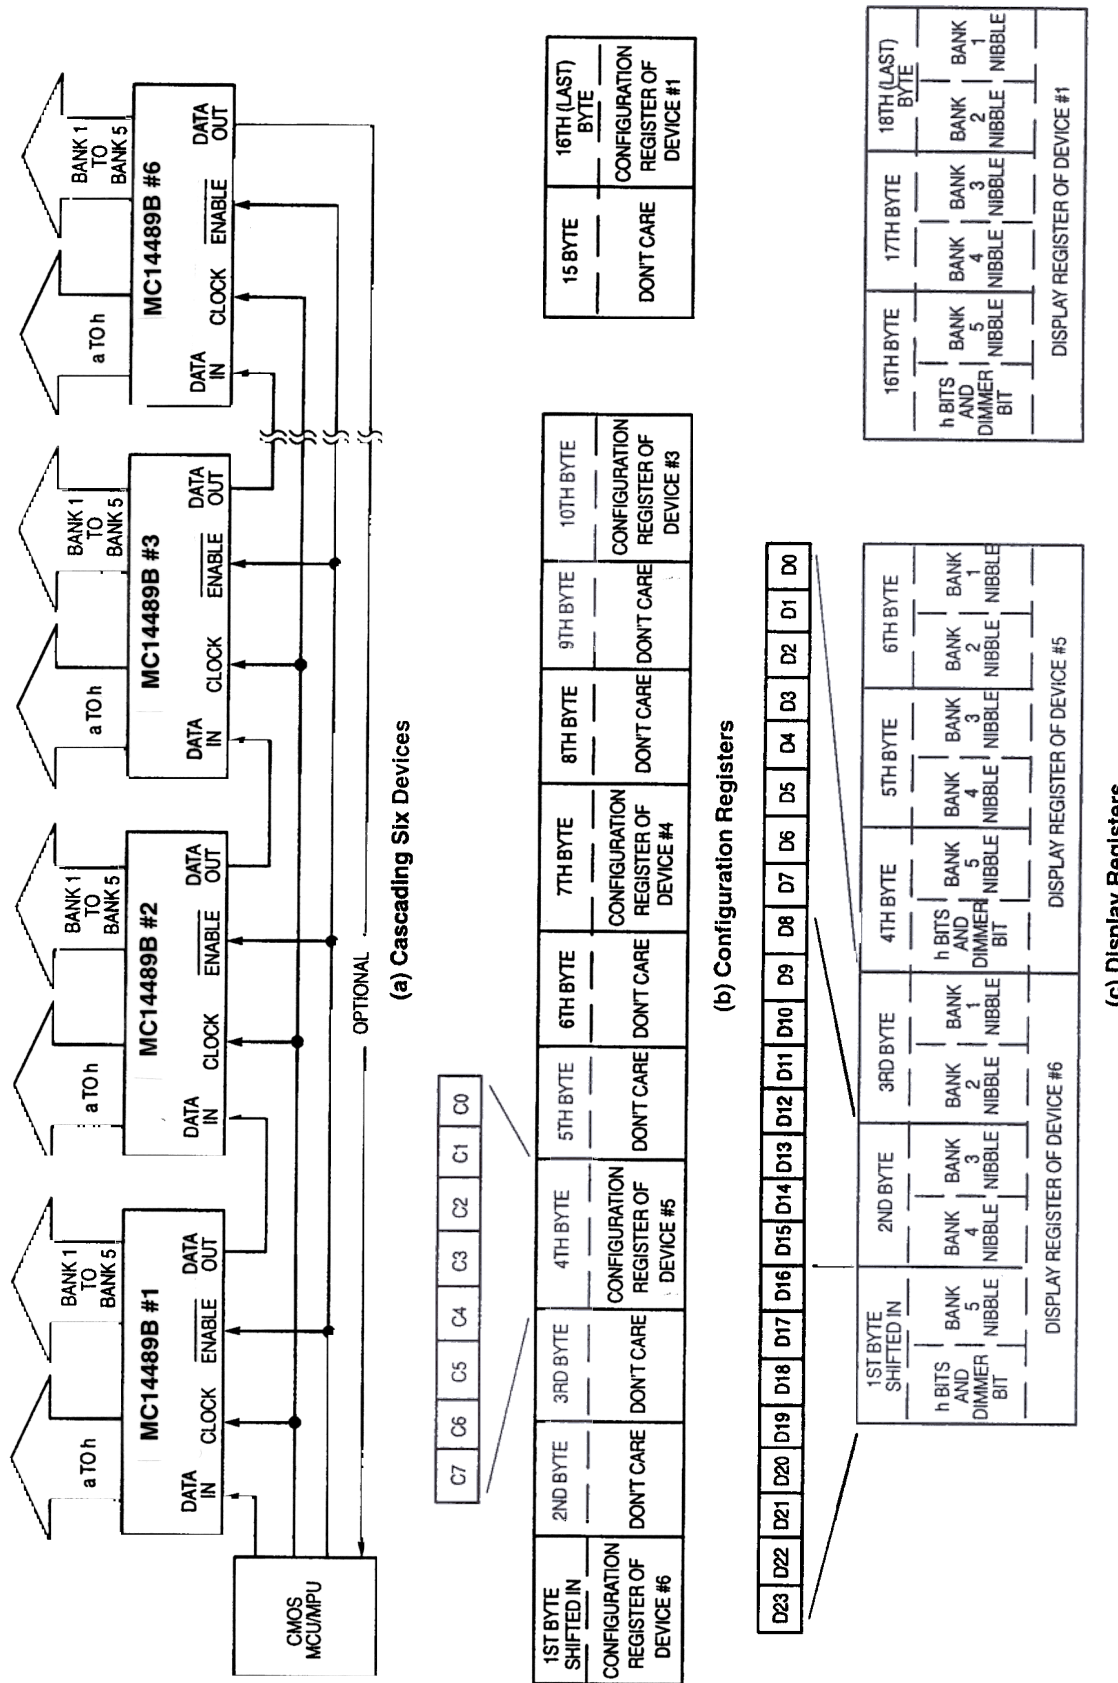 BANK 1
TO
BANK 5
a TO h
MC14489B #1
DATA
IN
CLOCK
ENABLE
DATA
OUT
BANK 1
TO
BANK 5
a TO h
MC14489B #2
DATA
IN
CLOCK
ENABLE
DATA
OUT
BANK 1
TO
BANK 5
a TO h
MC14489B #3
DATA
IN
CLOCK
ENABLE
DATA
OUT
BANK 1
TO
BANK 5
a TO h
MC14489B #6
DATA
IN
CLOCK
ENABLE
DATA
OUT
CMOS
MCU/MPU
OPTIONAL
(a) Cascading Six Devices
C7 C6 C5 C4 C3 C2 C1 C0
1ST BYTE
SHIFTED IN
CONFIGURATION
REGISTER OF
DEVICE #6
2ND BYTE
DON'T CARE
3RD BYTE
DON'T CARE
4TH BYTE
CONFIGURATION
REGISTER OF
DEVICE #5
5TH BYTE
DON'T CARE
6TH BYTE
DON'T CARE
7TH BYTE
CONFIGURATION
REGISTER OF
DEVICE #4
8TH BYTE
DON'T CARE
9TH BYTE
DON'T CARE
10TH BYTE
CONFIGURATION
REGISTER OF
DEVICE #3
15 BYTE
DON'T CARE
16TH (LAST)
BYTE
CONFIGURATION
REGISTER OF
DEVICE #1
(b) Configuration Registers
D23 D22 D21 D20 D19 D18 D17 D16 D15 D14 D13 D12 D11 D10 D9 D8 D7 D6 D5 D4 D3 D2 D1 D0
1ST BYTE
SHIFTED IN
h BITS
AND
DIMMER
BIT
BANK
5
NIBBLE
2ND BYTE
BANK
4
NIBBLE
BANK
3
NIBBLE
3RD BYTE
BANK
2
NIBBLE
BANK
1
NIBBLE
DISPLAY REGISTER OF DEVICE #6
4TH BYTE
h BITS
AND
DIMMER
BIT
BANK
5
NIBBLE
5TH BYTE
BANK
4
NIBBLE
BANK
3
NIBBLE
6TH BYTE
BANK
2
NIBBLE
BANK
1
NIBBLE
DISPLAY REGISTER OF DEVICE #5
16TH BYTE
h BITS
AND
DIMMER
BIT
BANK
5
NIBBLE
17TH BYTE
BANK
4
NIBBLE
BANK
3
NIBBLE
18TH (LAST)
BYTE
BANK
2
NIBBLE
BANK
1
NIBBLE
DISPLAY REGISTER OF DEVICE #1
(c) Display Registers